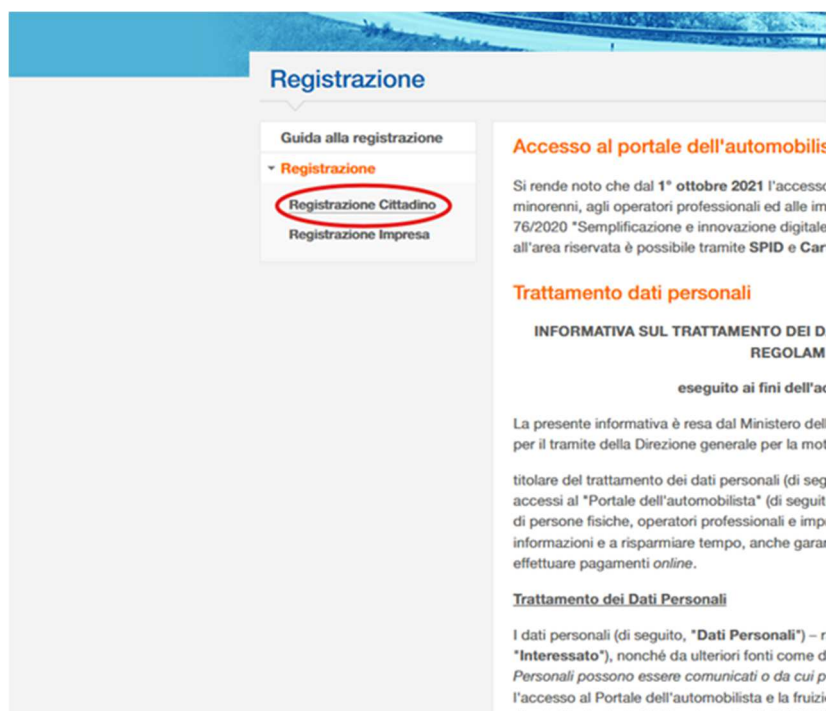 Registrazione
Guida alla registrazione
Registrazione
Registrazione Cittadino
Registrazione Impresa
Accesso al portale dell'automobilis
Si rende noto che dal 1° ottobre 2021 l'accesso
minorenni, agli operatori professionali ed alle im
76/2020 "Semplificazione e innovazione digitale
all'area riservata è possibile tramite SPID e Car
Trattamento dati personali
INFORMATIVA SUL TRATTAMENTO DEI D
REGOLAM
eseguito ai fini dell'ac
La presente informativa è resa dal Ministero del
per il tramite della Direzione generale per la mot
titolare del trattamento dei dati personali (di seg
accessi al "Portale dell'automobilista" (di seguit
di persone fisiche, operatori professionali e imp
informazioni e a risparmiare tempo, anche garan
effettuare pagamenti online.
Trattamento dei Dati Personali
I dati personali (di seguito, "Dati Personali") – r
"Interessato"), nonché da ulteriori fonti come d
Personali possono essere comunicati o da cui p
l'accesso al Portale dell'automobilista e la fruizi